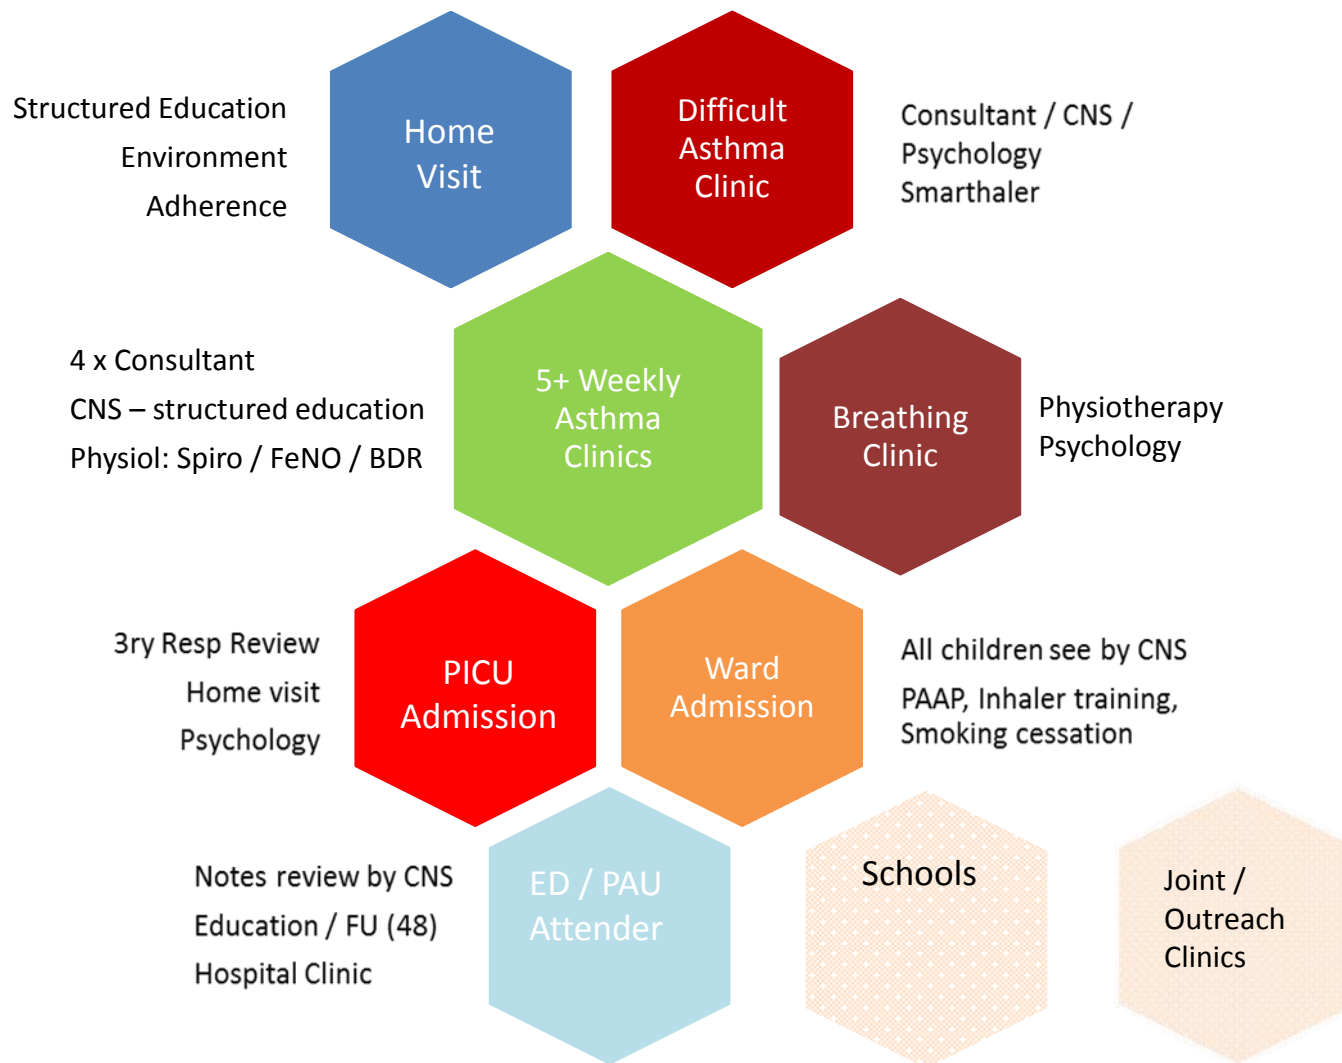 Structured Education
Environment
Adherence
Home
Visit
Difficult
Asthma
Clinic
Consultant / CNS /
Psychology
Smarthaler
4 x Consultant
CNS – structured education
Physiol: Spiro / FeNO / BDR
5+ Weekly
Asthma
Clinics
Breathing
Clinic
Physiotherapy
Psychology
3ry Resp Review
Home visit
Psychology
PICU
Admission
Ward
Admission
All children see by CNS
PAAP, Inhaler training,
Smoking cessation
Notes review by CNS
Education / FU (48)
Hospital Clinic
ED / PAU
Attender
Schools
Joint /
Outreach
Clinics